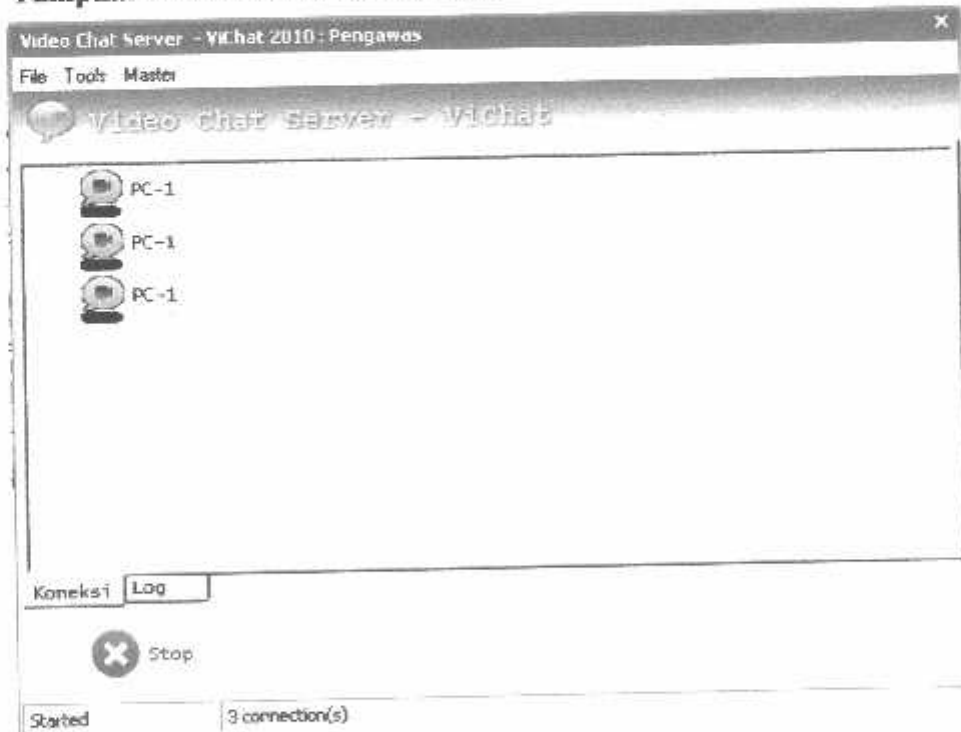 Video Chat Server - ViChat 2010 : Pengawas
File Tools Master
Video Chat Server - ViChat
PC-1
PC-1
PC-1
Koneksi Log
Stop
Started 3 connection(s)